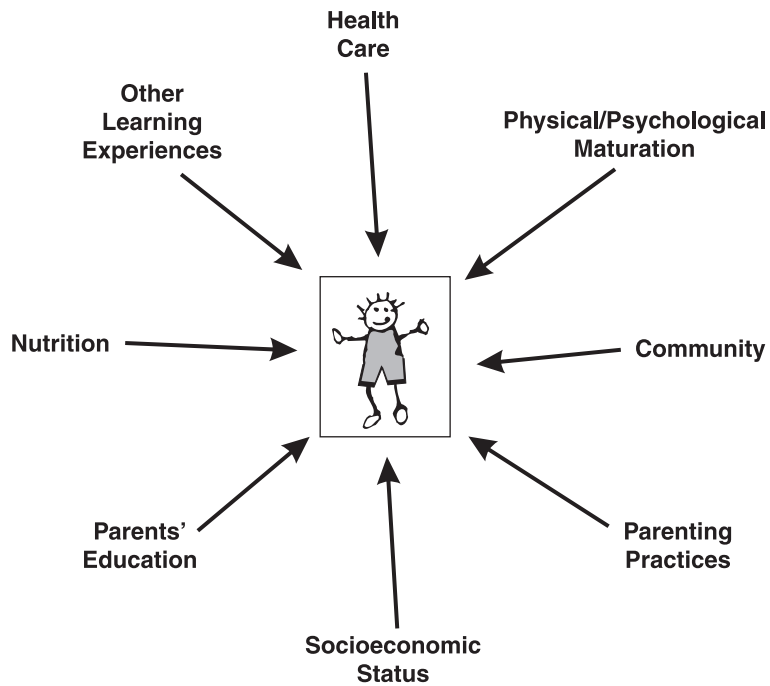 Health
Care
Other
Learning
Experiences
Physical/Psychological
Maturation
Nutrition
Community
Parents’
Education
Parenting
Practices
Socioeconomic
Status